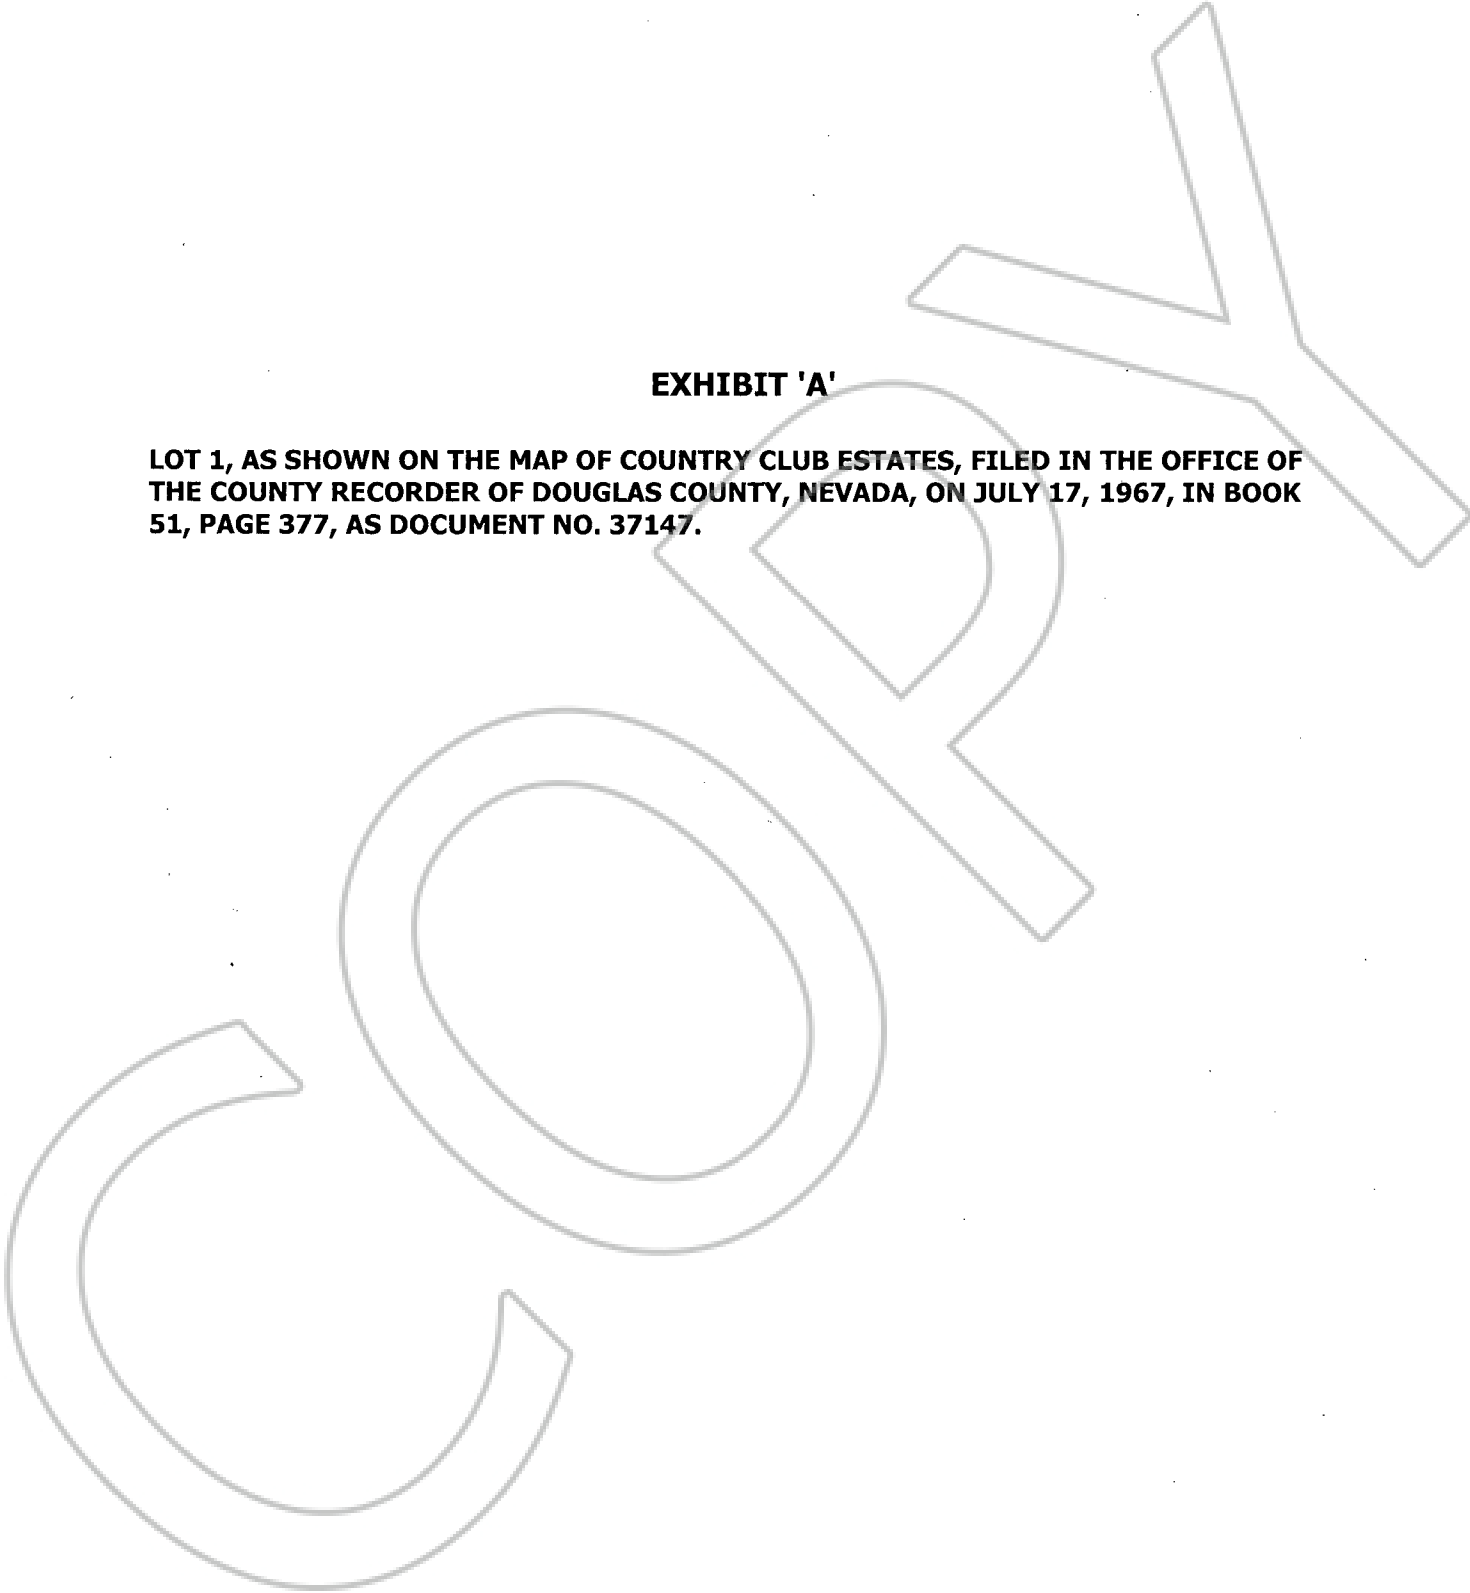 EXHIBIT 'A'
LOT 1, AS SHOWN ON THE MAP OF COUNTRY CLUB ESTATES, FILED IN THE OFFICE OF
THE COUNTY RECORDER OF DOUGLAS COUNTY, NEVADA, ON JULY 17, 1967, IN BOOK
51, PAGE 377, AS DOCUMENT NO. 37147.
COPY